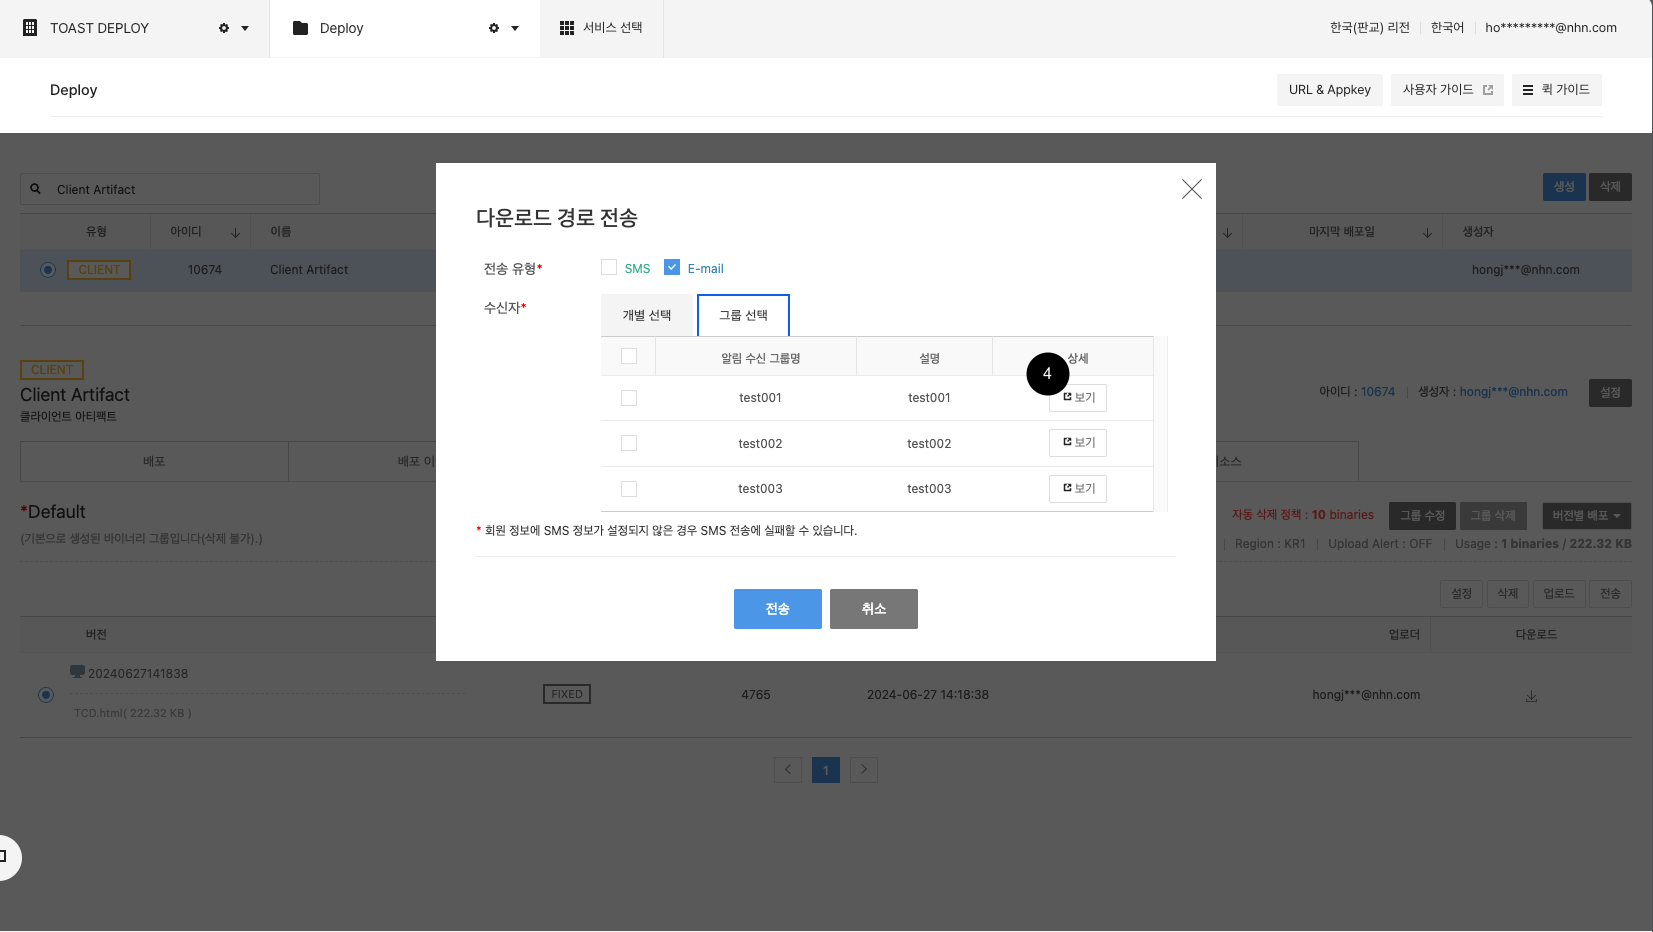 TOAST DEPLOY
Deploy
서비스 선택
한국(판교) 리전
한국어
ho*********@nhn.com
Deploy
URL & Appkey
사용자 가이드
퀵 가이드
Client Artifact
생성
삭제
유형
아이디
이름
마지막 배포일
생성자
CLIENT
10674
Client Artifact
hongj***@nhn.com
다운로드 경로 전송
전송 유형*
SMS
E-mail
수신자*
개별 선택
그룹 선택
알림 수신 그룹명
설명
상세
4
test001
test001
보기
test002
test002
보기
test003
test003
보기
* 회원 정보에 SMS 정보가 설정되지 않은 경우 SMS 전송에 실패할 수 있습니다.
전송
취소
CLIENT
Client Artifact
클라이언트 아티팩트
아이디 : 10674
생성자 : hongj***@nhn.com
설정
배포
배포 이
소스
*Default
(기본으로 생성된 바이너리 그룹입니다(삭제 불가).)
자동 삭제 정책 : 10 binaries
그룹 수정
그룹 삭제
버전별 배포
Region : KR1
Upload Alert : OFF
Usage : 1 binaries / 222.32 KB
설정
삭제
업로드
전송
버전
업로더
다운로드
20240627141838
TCD.html( 222.32 KB )
FIXED
4765
2024-06-27 14:18:38
hongj***@nhn.com
1